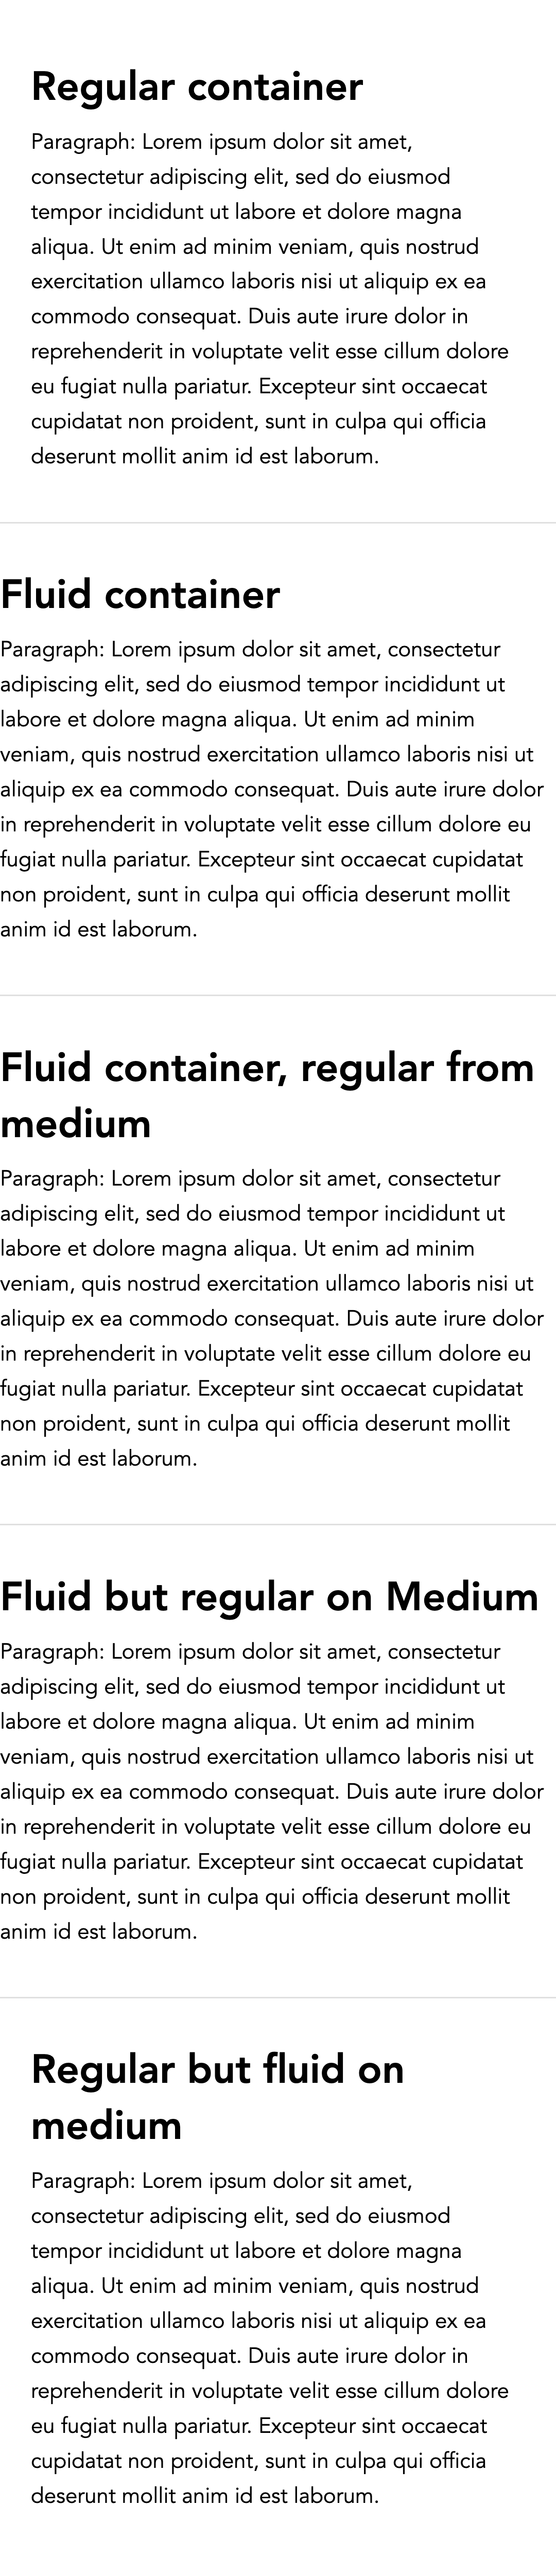 Regular container
Paragraph: Lorem ipsum dolor sit amet,
consectetur adipiscing elit, sed do eiusmod
tempor incididunt ut labore et dolore magna
aliqua. Ut enim ad minim veniam, quis nostrud
exercitation ullamco laboris nisi ut aliquip ex ea
commodo consequat. Duis aute irure dolor in
reprehenderit in voluptate velit esse cillum dolore
eu fugiat nulla pariatur. Excepteur sint occaecat
cupidatat non proident, sunt in culpa qui officia
deserunt mollit anim id est laborum.
Fluid container
Paragraph: Lorem ipsum dolor sit amet, consectetur
adipiscing elit, sed do eiusmod tempor incididunt ut
labore et dolore magna aliqua. Ut enim ad minim
veniam, quis nostrud exercitation ullamco laboris nisi ut
aliquip ex ea commodo consequat. Duis aute irure dolor
in reprehenderit in voluptate velit esse cillum dolore eu
fugiat nulla pariatur. Excepteur sint occaecat cupidatat
non proident, sunt in culpa qui officia deserunt mollit
anim id est laborum.
Fluid container, regular from
medium
Paragraph: Lorem ipsum dolor sit amet, consectetur
adipiscing elit, sed do eiusmod tempor incididunt ut
labore et dolore magna aliqua. Ut enim ad minim
veniam, quis nostrud exercitation ullamco laboris nisi ut
aliquip ex ea commodo consequat. Duis aute irure dolor
in reprehenderit in voluptate velit esse cillum dolore eu
fugiat nulla pariatur. Excepteur sint occaecat cupidatat
non proident, sunt in culpa qui officia deserunt mollit
anim id est laborum.
Fluid but regular on Medium
Paragraph: Lorem ipsum dolor sit amet, consectetur
adipiscing elit, sed do eiusmod tempor incididunt ut
labore et dolore magna aliqua. Ut enim ad minim
veniam, quis nostrud exercitation ullamco laboris nisi ut
aliquip ex ea commodo consequat. Duis aute irure dolor
in reprehenderit in voluptate velit esse cillum dolore eu
fugiat nulla pariatur. Excepteur sint occaecat cupidatat
non proident, sunt in culpa qui officia deserunt mollit
anim id est laborum.
Regular but fluid on
medium
Paragraph: Lorem ipsum dolor sit amet,
consectetur adipiscing elit, sed do eiusmod
tempor incididunt ut labore et dolore magna
aliqua. Ut enim ad minim veniam, quis nostrud
exercitation ullamco laboris nisi ut aliquip ex ea
commodo consequat. Duis aute irure dolor in
reprehenderit in voluptate velit esse cillum dolore
eu fugiat nulla pariatur. Excepteur sint occaecat
cupidatat non proident, sunt in culpa qui officia
deserunt mollit anim id est laborum.